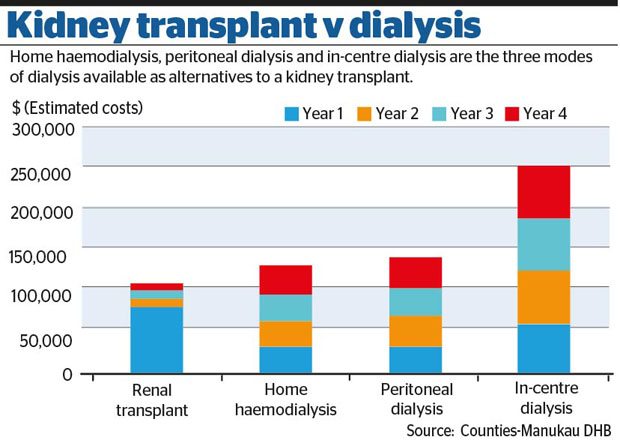 Kidney transplant v dialysis
Home haemodialysis, peritoneal dialysis and in-centre dialysis are the three modes
of dialysis available as alternatives to a kidney transplant.
$ (Estimated costs)
Year 1 Year 2 Year 3 Year 4
300,000
250,000
200,000
150,000
100,000
50,000
0
Renal
transplant
Home
haemodialysis
Peritoneal
dialysis
In-centre
dialysis
Source: Counties-Manukau DHB